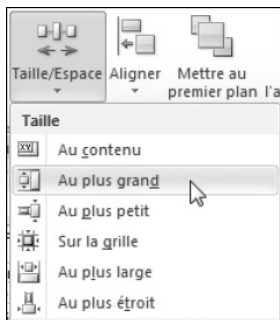 Taille/Espace Aligner Mettre au
premier plan l'a
Taille
Au contenu
Au plus grand
Au plus petit
Sur la grille
Au plus large
Au plus étroit